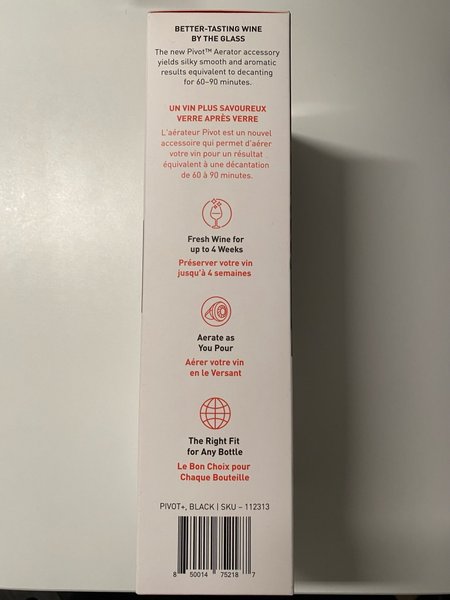 BETTER-TASTING WINE
BY THE GLASS
The new Pivot™ Aerator accessory
yields silky smooth and aromatic
results equivalent to decanting
for 60–90 minutes.
UN VIN PLUS SAVOUREUX
VERRE APRÈS VERRE
L'aérateur Pivot est un nouvel
accessoire qui permet d'aérer
votre vin pour un résultat
équivalent à une décantation
de 60 à 90 minutes.
Fresh Wine for
up to 4 Weeks
Préserver votre vin
jusqu'à 4 semaines
Aerate as
You Pour
Aérer votre vin
en le Versant
The Right Fit
for Any Bottle
Le Bon Choix pour
Chaque Bouteille
PIVOT+, BLACK | SKU – 112313
8 50014 75218 7